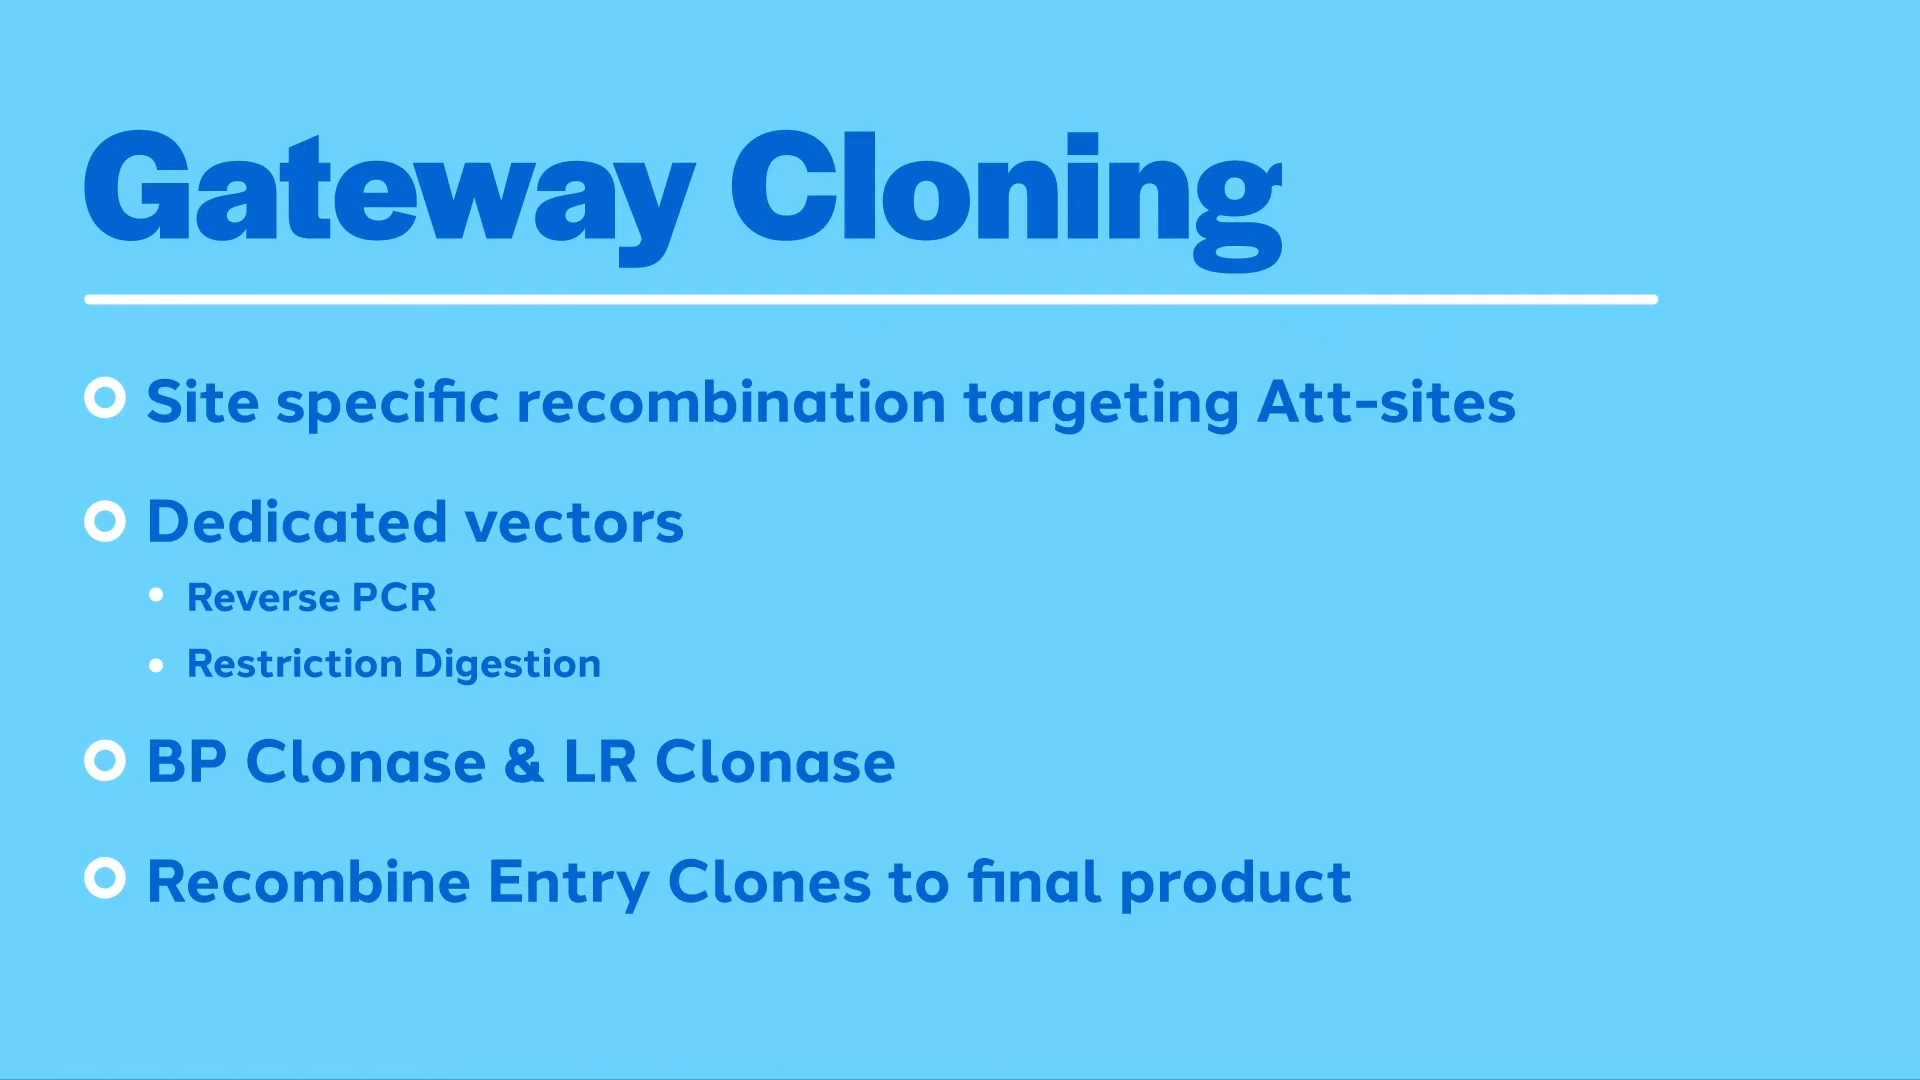 Gateway Cloning
Site specific recombination targeting Att-sites
Dedicated vectors
Reverse PCR
Restriction Digestion
BP Clonase & LR Clonase
Recombine Entry Clones to final product